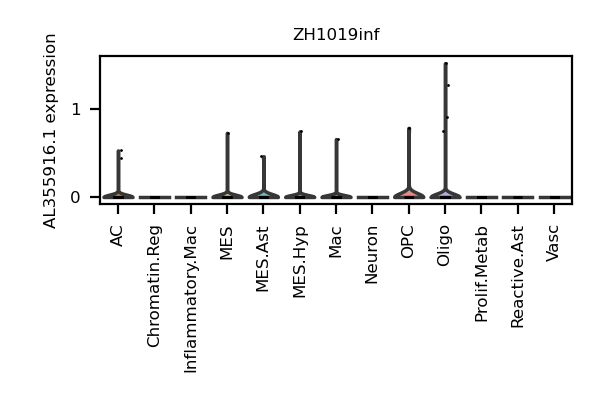 ZH1019inf
AL355916.1 expression
1
0
AC
Chromatin.Reg
Inflammatory.Mac
MES
MES.Ast
MES.Hyp
Mac
Neuron
OPC
Oligo
Prolif.Metab
Reactive.Ast
Vasc